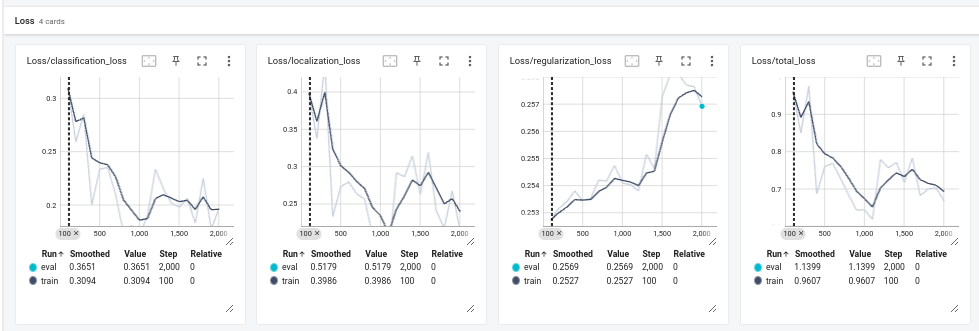 Loss 4 cards
Loss/classification_loss
0.3
0.25
0.2
100 × 500 1,000 1,500 2,000
Run↑ Smoothed Value Step Relative
eval 0.3651 0.3651 2,000 0
train 0.3094 0.3094 100 0
Loss/localization_loss
0.4
0.35
0.3
0.25
100 × 500 1,000 1,500 2,000
Run↑ Smoothed Value Step Relative
eval 0.5179 0.5179 2,000 0
train 0.3986 0.3986 100 0
Loss/regularization_loss
0.257
0.256
0.255
0.254
0.253
100 × 500 1,000 1,500 2,000
Run↑ Smoothed Value Step Relative
eval 0.2569 0.2569 2,000 0
train 0.2527 0.2527 100 0
Loss/total_loss
0.9
0.8
0.7
100 × 500 1,000 1,500 2,000
Run↑ Smoothed Value Step Relative
eval 1.1399 1.1399 2,000 0
train 0.9607 0.9607 100 0